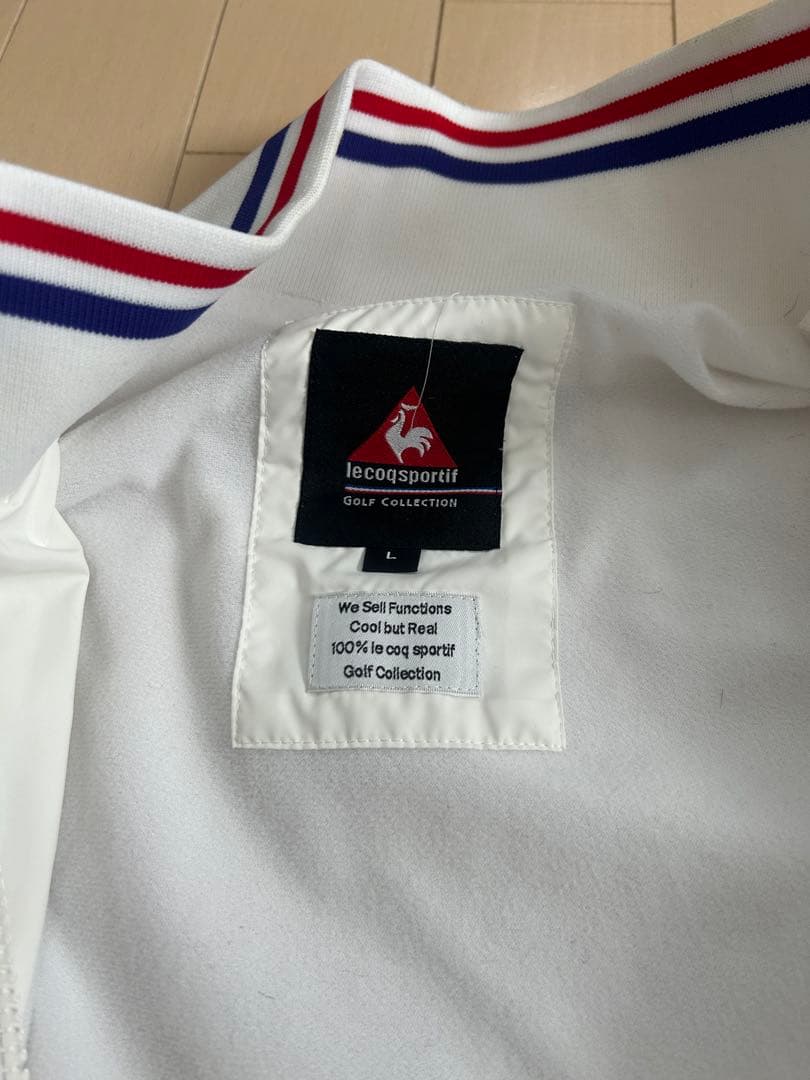 lecoqsportif
GOLF COLLECTION
L
We Sell Functions
Cool but Real
100% le coq sportif
Golf Collection